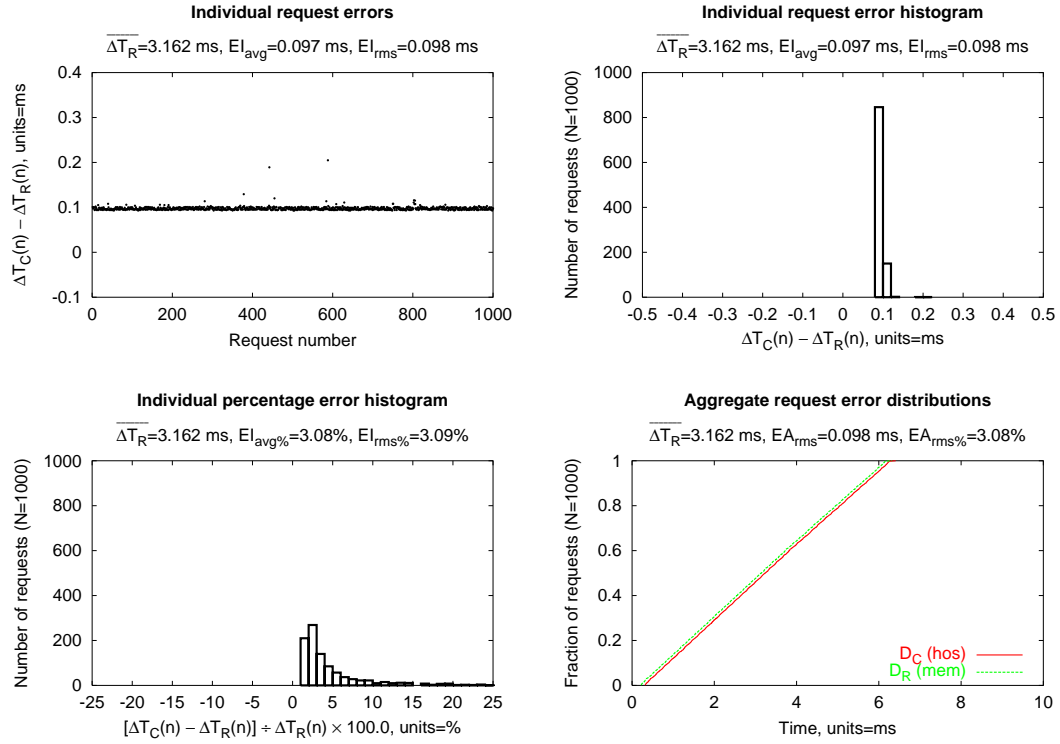 Individual request errors
ΔT_R=3.162 ms, EI_avg=0.097 ms, EI_rms=0.098 ms
0.4
0.3
0.2
0.1
0
-0.1
ΔT_C(n) − ΔT_R(n), units=ms
0 200 400 600 800 1000
Request number
Individual request error histogram
ΔT_R=3.162 ms, EI_avg=0.097 ms, EI_rms=0.098 ms
1000
800
600
400
200
0
Number of requests (N=1000)
-0.5 -0.4 -0.3 -0.2 -0.1 0 0.1 0.2 0.3 0.4 0.5
ΔT_C(n) − ΔT_R(n), units=ms
Individual percentage error histogram
ΔT_R=3.162 ms, EI_avg%=3.08%, EI_rms%=3.09%
1000
800
600
400
200
0
Number of requests (N=1000)
-25 -20 -15 -10 -5 0 5 10 15 20 25
[ΔT_C(n) − ΔT_R(n)] ÷ ΔT_R(n) × 100.0, units=%
Aggregate request error distributions
ΔT_R=3.162 ms, EA_rms=0.098 ms, EA_rms%=3.08%
1
0.8
0.6
0.4
0.2
0
Fraction of requests (N=1000)
D_C (hos)
D_R (mem)
0 2 4 6 8 10
Time, units=ms